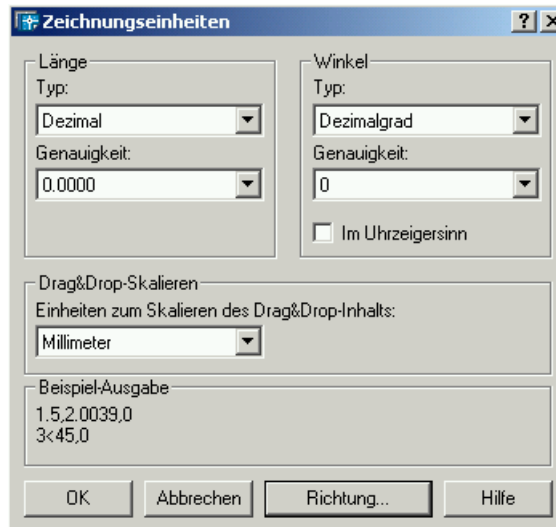 Zeichnungseinheiten
Länge
Typ:
Dezimal
Genauigkeit:
0.0000
Winkel
Typ:
Dezimalgrad
Genauigkeit:
0
Im Uhrzeigersinn
Drag&Drop-Skalieren
Einheiten zum Skalieren des Drag&Drop-Inhalts:
Millimeter
Beispiel-Ausgabe
1.5,2.0039,0
3<45,0
OK
Abbrechen
Richtung...
Hilfe